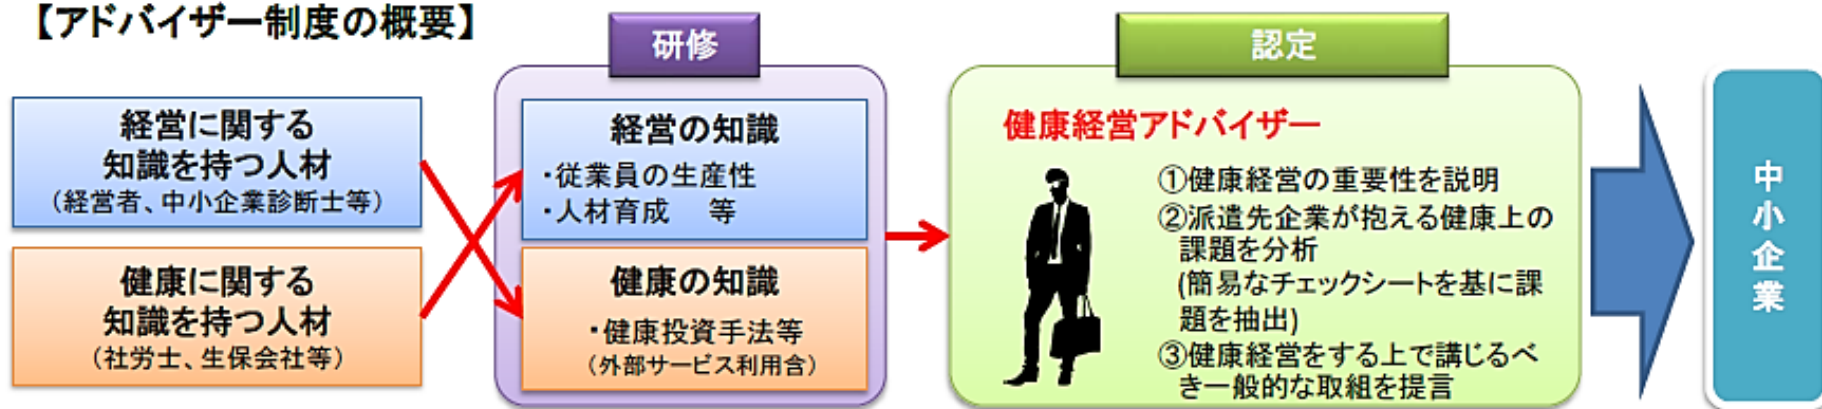 【アドバイザー制度の概要】
経営に関する
知識を持つ人材
（経営者、中小企業診断士等）
健康に関する
知識を持つ人材
（社労士、生保会社等）
研修
経営の知識
・従業員の生産性
・人材育成　等
健康の知識
・健康投資手法等
（外部サービス利用含）
認定
健康経営アドバイザー
①健康経営の重要性を説明
②派遣先企業が抱える健康上の
課題を分析
(簡易なチェックシートを基に課
題を抽出)
③健康経営をする上で講じるべ
き一般的な取組を提言
中小企業